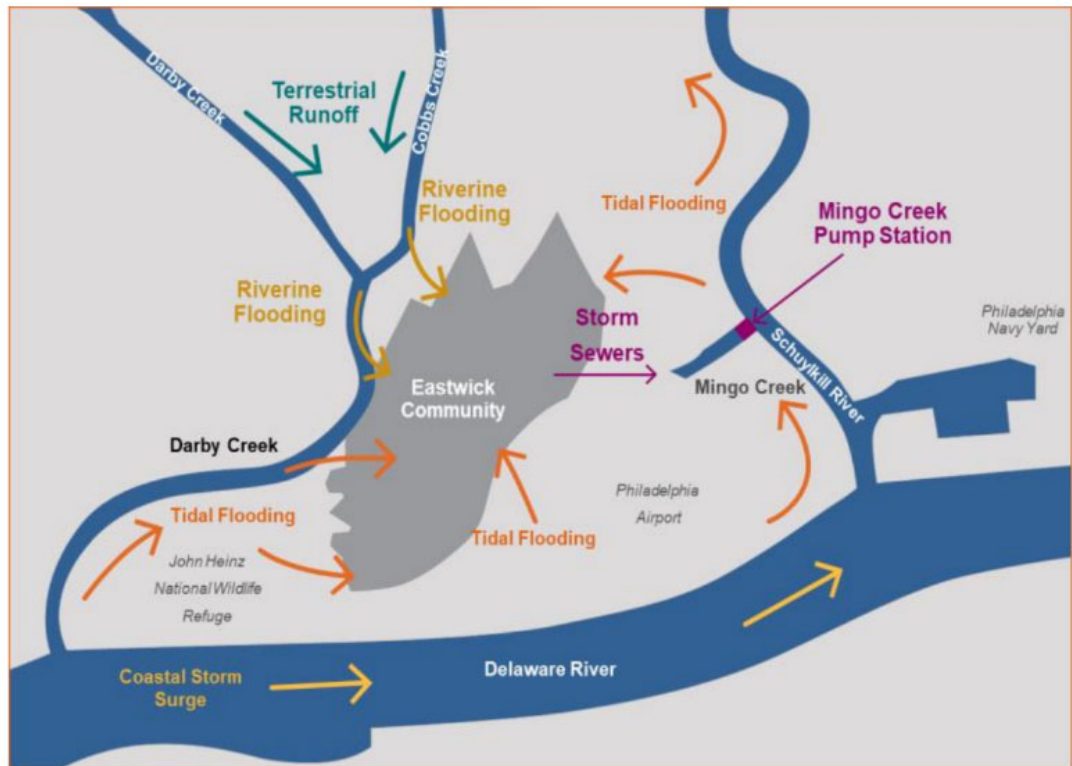 Darby Creek
Cobbs Creek
Terrestrial
Runoff
Riverine
Flooding
Tidal Flooding
Mingo Creek
Pump Station
Riverine
Flooding
Storm
Sewers
Philadelphia
Navy Yard
Schuylkill River
Eastwick
Community
Mingo Creek
Darby Creek
Philadelphia
Airport
Tidal Flooding
Tidal Flooding
John Heinz
National Wildlife
Refuge
Delaware River
Coastal Storm
Surge